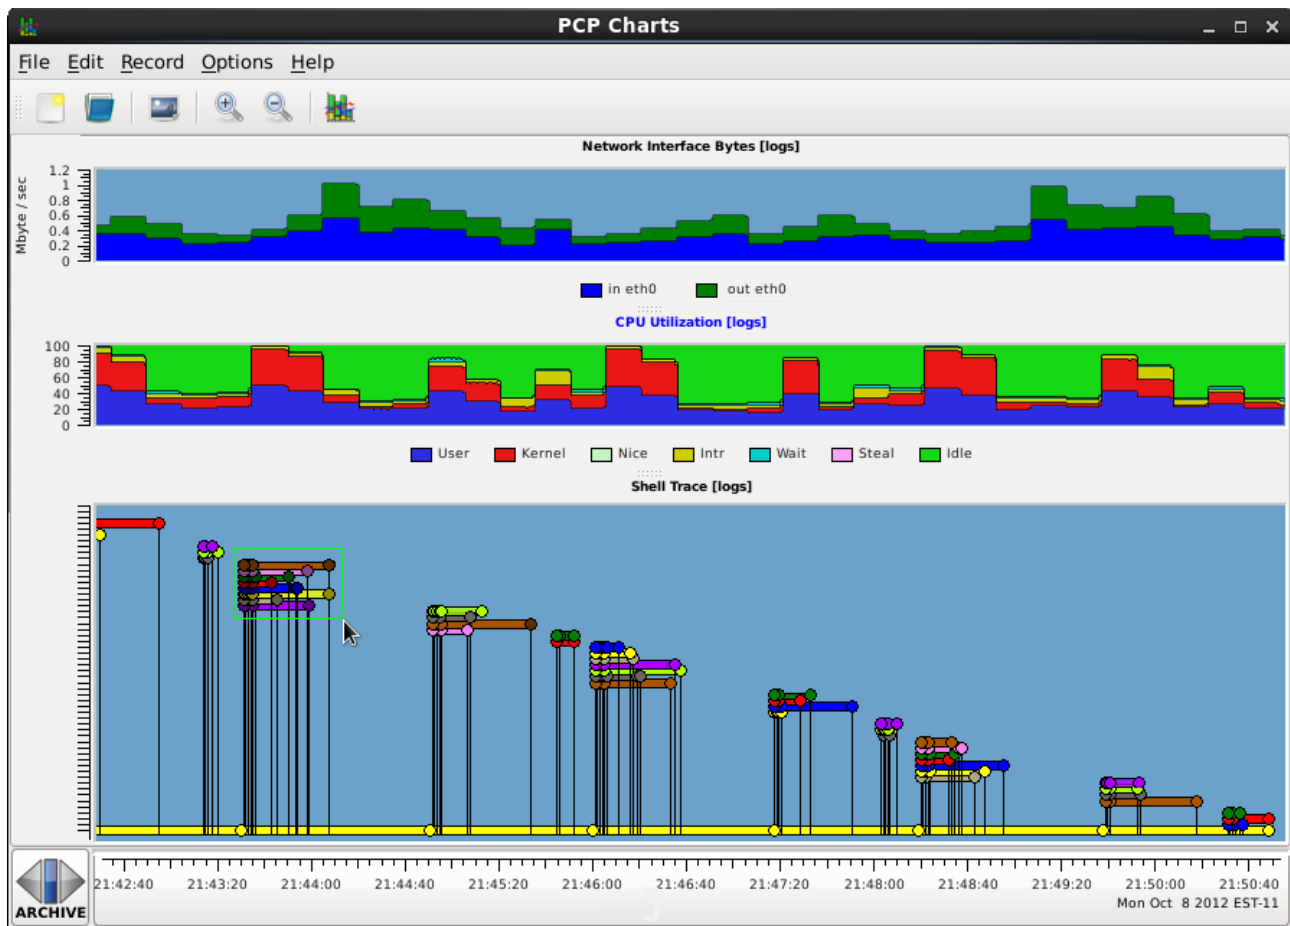 PCP Charts
File Edit Record Options Help
Network Interface Bytes [logs]
Mbyte / sec
1.2
1
0.8
0.6
0.4
0.2
0
in eth0 out eth0
CPU Utilization [logs]
100
80
60
40
20
0
User Kernel Nice Intr Wait Steal Idle
Shell Trace [logs]
21:42:40 21:43:20 21:44:00 21:44:40 21:45:20 21:46:00 21:46:40 21:47:20 21:48:00 21:48:40 21:49:20 21:50:00 21:50:40
ARCHIVE
Mon Oct 8 2012 EST-11